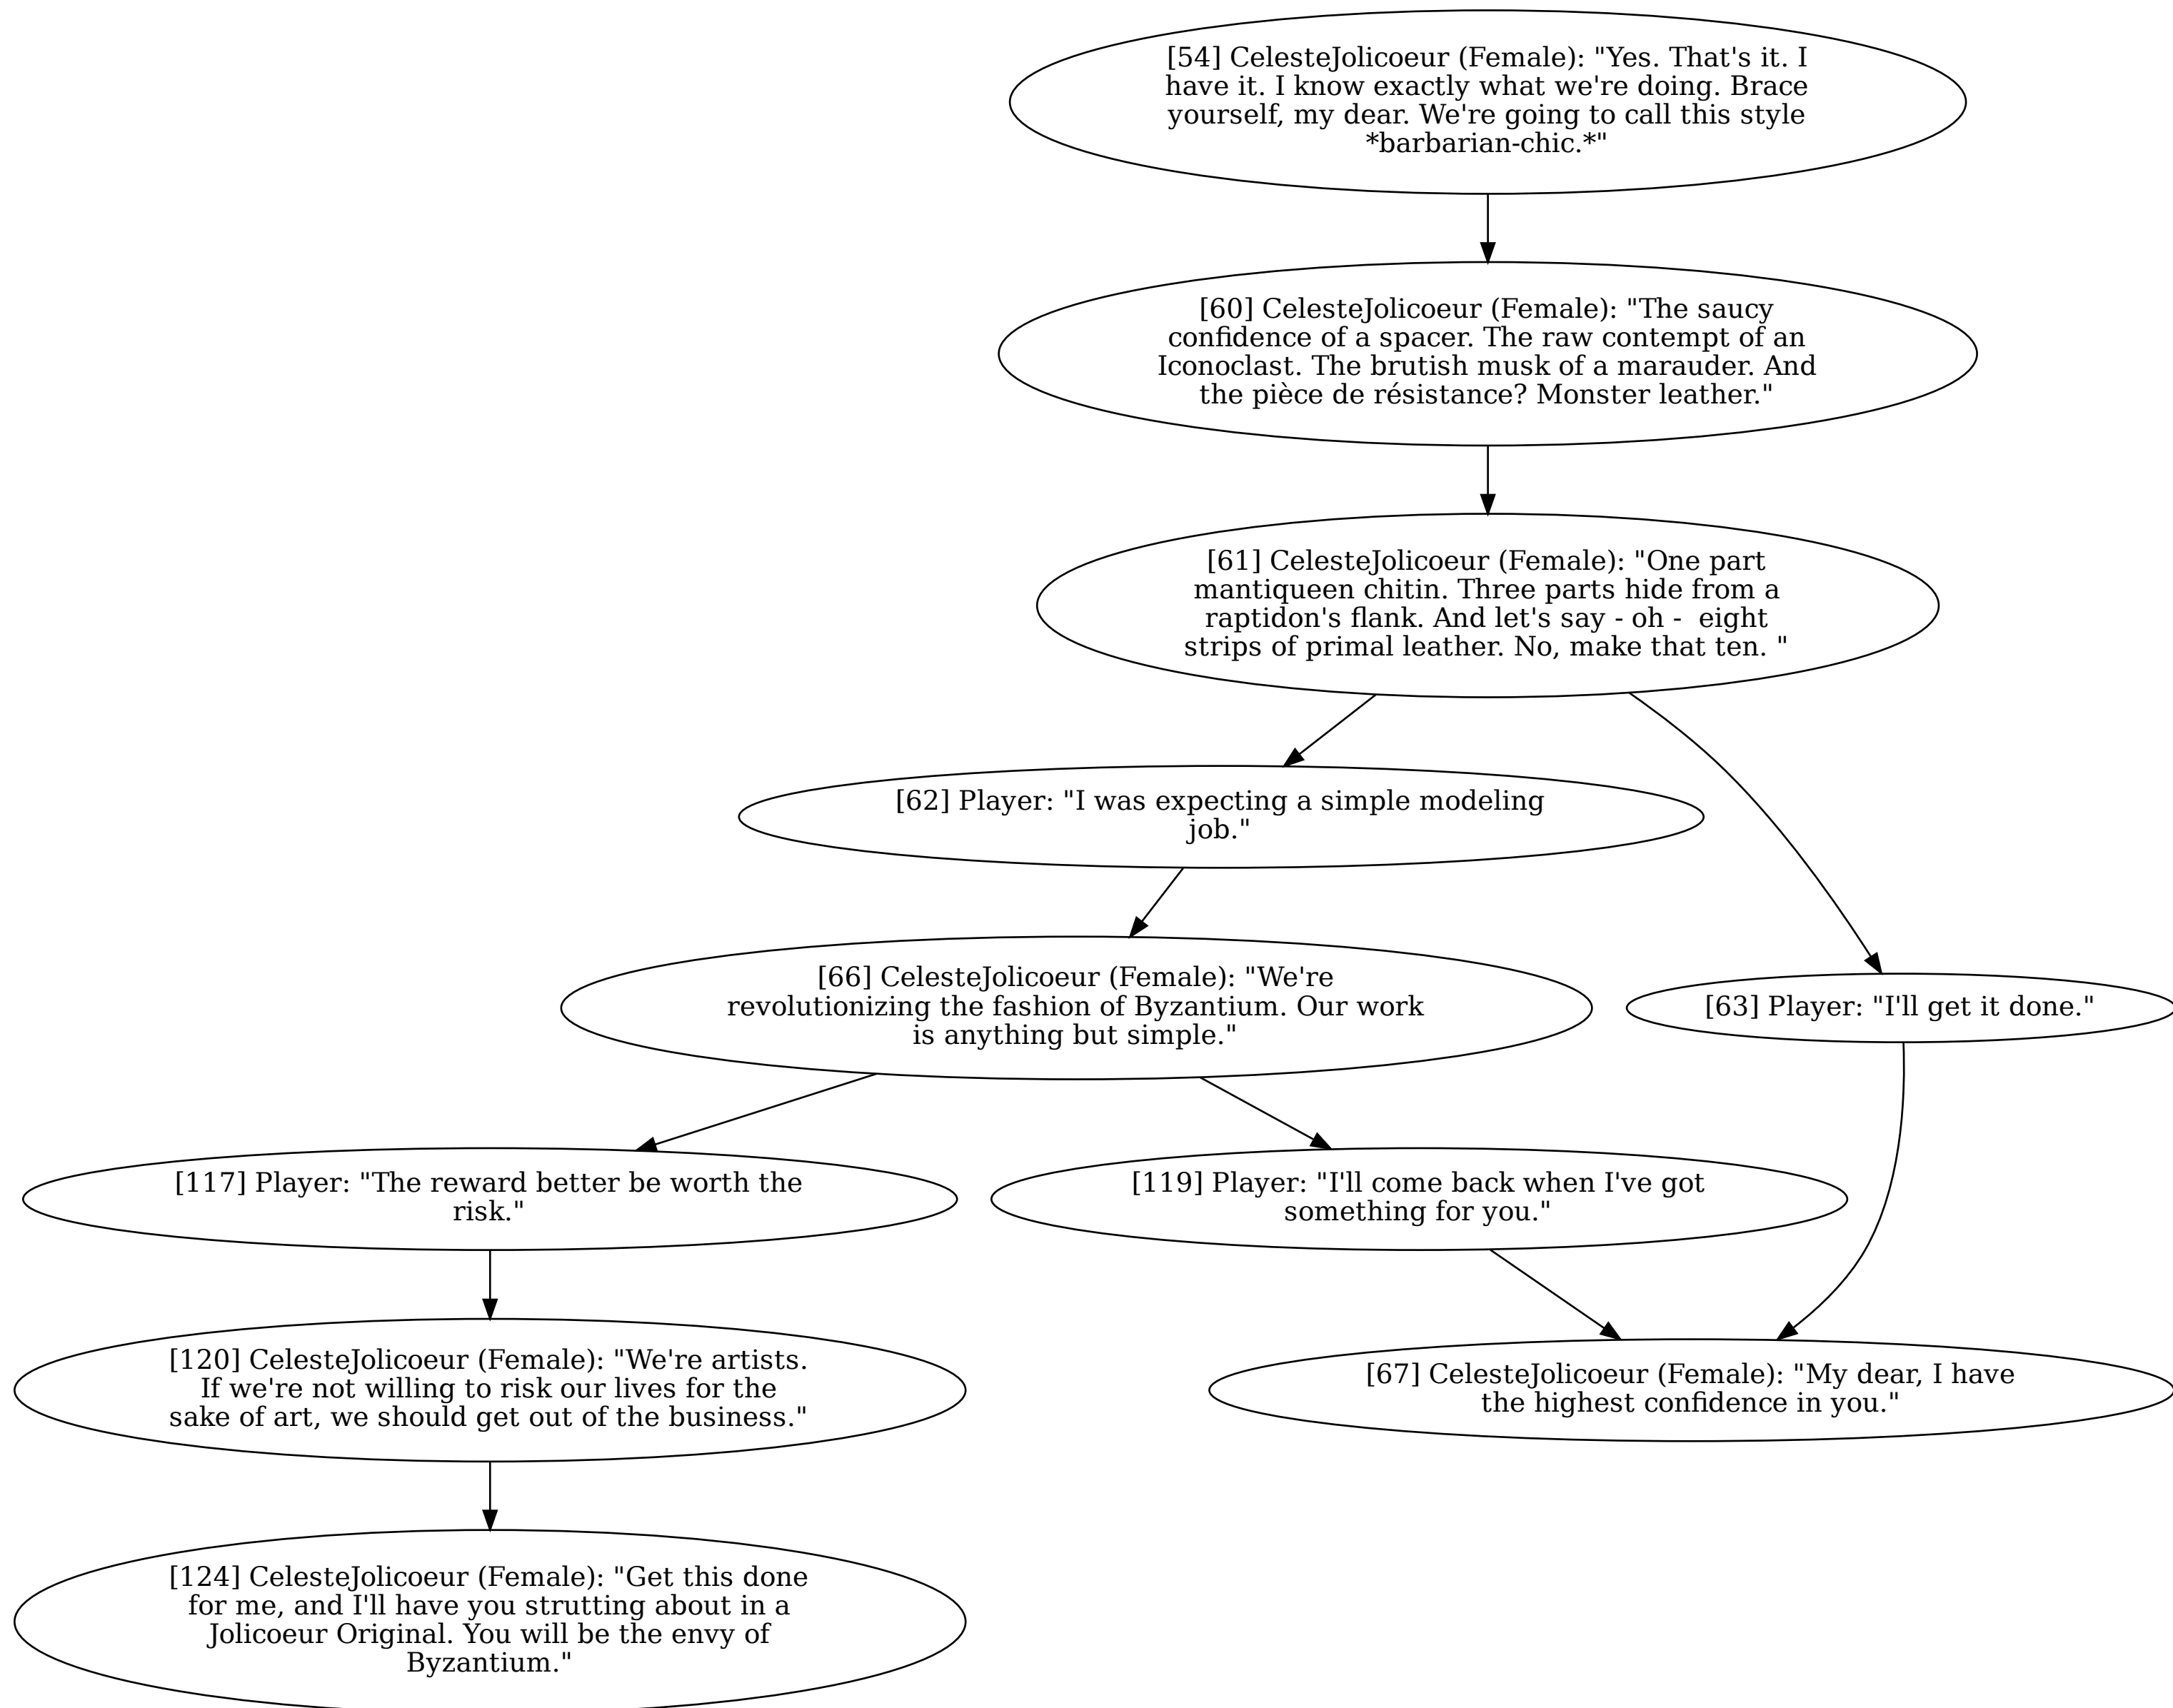 [54] CelesteJolicoeur (Female): "Yes. That's it. I
have it. I know exactly what we're doing. Brace
yourself, my dear. We're going to call this style
*barbarian-chic.*"
[60] CelesteJolicoeur (Female): "The saucy
confidence of a spacer. The raw contempt of an
Iconoclast. The brutish musk of a marauder. And
the pièce de résistance? Monster leather."
[61] CelesteJolicoeur (Female): "One part
mantiqueen chitin. Three parts hide from a
raptidon's flank. And let's say - oh -  eight
strips of primal leather. No, make that ten. "
[62] Player: "I was expecting a simple modeling
job."
[66] CelesteJolicoeur (Female): "We're
revolutionizing the fashion of Byzantium. Our work
is anything but simple."
[63] Player: "I'll get it done."
[117] Player: "The reward better be worth the
risk."
[119] Player: "I'll come back when I've got
something for you."
[120] CelesteJolicoeur (Female): "We're artists.
If we're not willing to risk our lives for the
sake of art, we should get out of the business."
[67] CelesteJolicoeur (Female): "My dear, I have
the highest confidence in you."
[124] CelesteJolicoeur (Female): "Get this done
for me, and I'll have you strutting about in a
Jolicoeur Original. You will be the envy of
Byzantium."